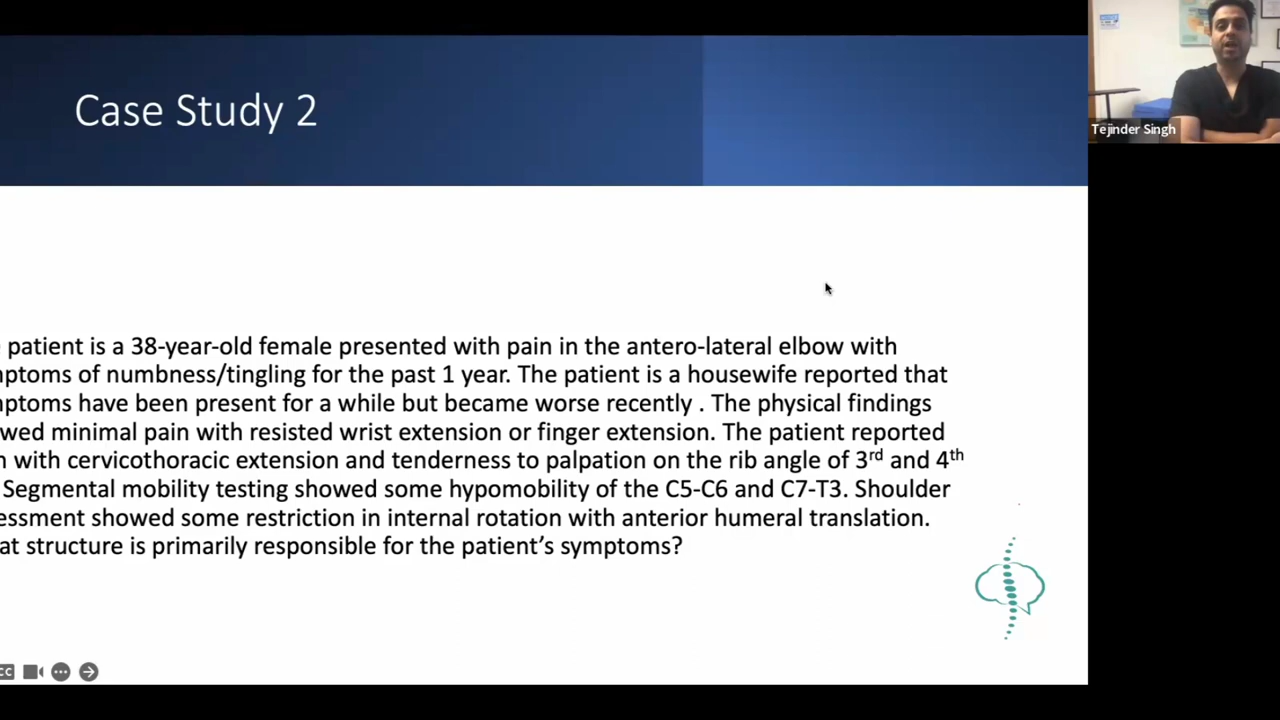 Case Study 2
Tejinder Singh
patient is a 38-year-old female presented with pain in the antero-lateral elbow with
mptoms of numbness/tingling for the past 1 year. The patient is a housewife reported that
mptoms have been present for a while but became worse recently . The physical findings
wed minimal pain with resisted wrist extension or finger extension. The patient reported
n with cervicothoracic extension and tenderness to palpation on the rib angle of 3rd and 4th
Segmental mobility testing showed some hypomobility of the C5-C6 and C7-T3. Shoulder
essment showed some restriction in internal rotation with anterior humeral translation.
at structure is primarily responsible for the patient's symptoms?
CC